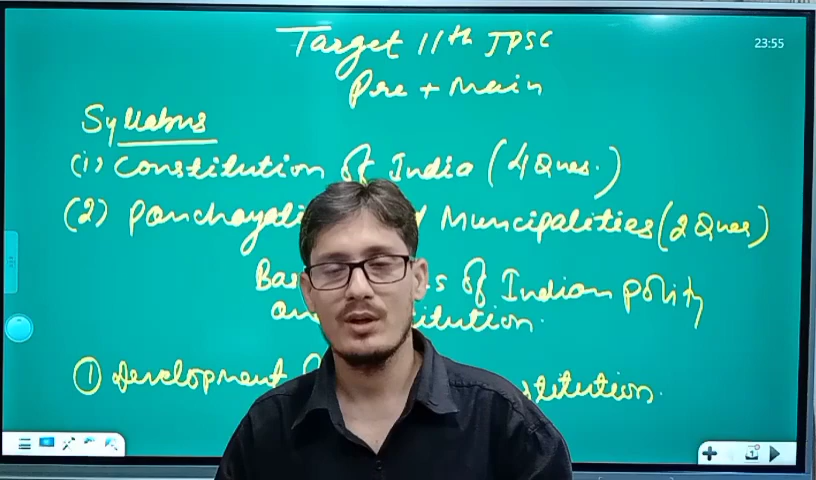 Target 11th JPSC
23:55
Pre + Main
Syllabus
(1) Constitution of India (4 Ques.)
(2) Muncipalities (2 Ques)
of Indian polity
① Development